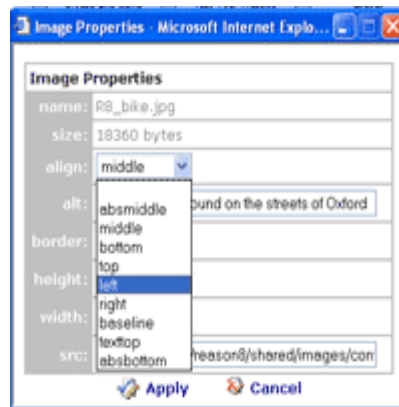 Image Properties - Microsoft Internet Explo...
Image Properties
name: R8_bike.jpg
size: 18360 bytes
align: middle
alt: ound on the streets of Oxford
absmiddle
middle
bottom
border:
top
height: left
right
width: baseline
texttop
src: /reason8/shared/images/con
absbottom
Apply Cancel